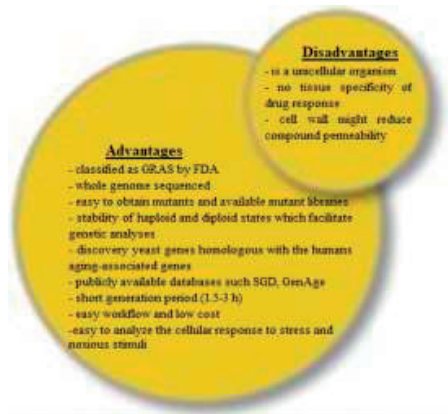 Disadvantages
- is a unicellular organism
- no tissue specificity of
drug response
- cell wall might reduce
compound permeability
Advantages
- classified as GRAS by FDA
- whole genome sequenced
- easy to obtain mutants and available mutant libraries
- stability of haploid and diploid states which facilitate
genetic analyses
- discovery yeast genes homologous with the humans
aging-associated genes
- publicly available databases such SGD, GenAge
- short generation period (1.5-3 h)
- easy workflow and low cost
-easy to analyze the cellular response to stress and
noxious stimuli